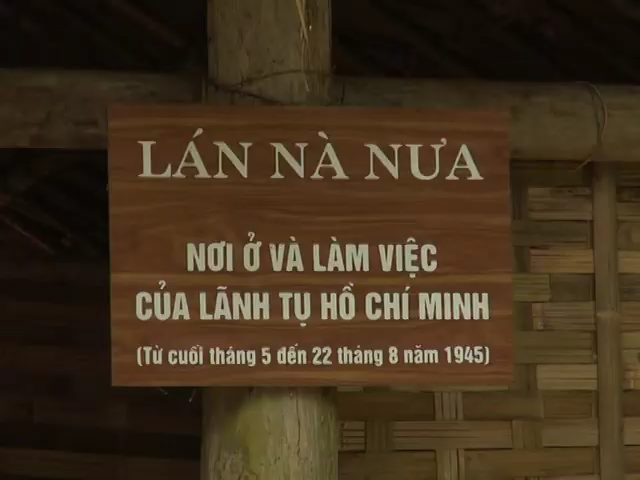 LÁN NÀ NƯA
NƠI Ở VÀ LÀM VIỆC
CỦA LÃNH TỤ HỒ CHÍ MINH
(Từ cuối tháng 5 đến 22 tháng 8 năm 1945)